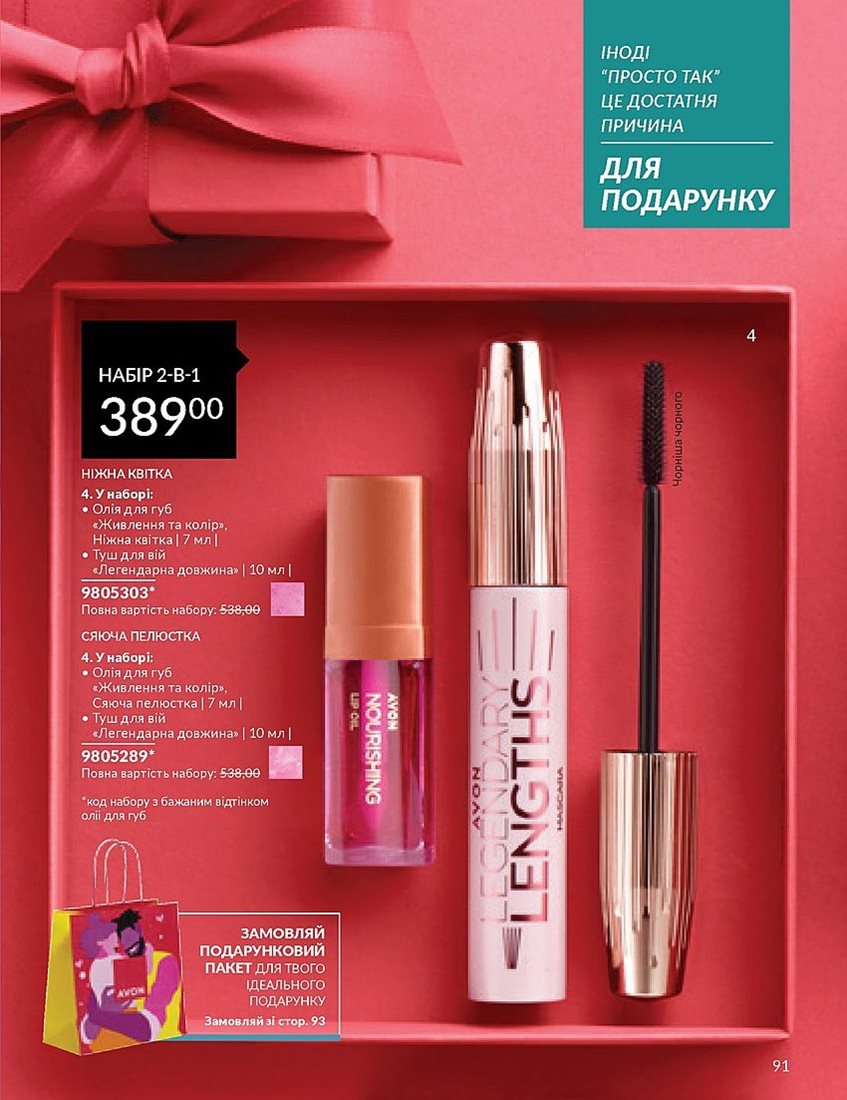 ІНОДІ
“ПРОСТО ТАК”
ЦЕ ДОСТАТНЯ
ПРИЧИНА
ДЛЯ
ПОДАРУНКУ
4
НАБІР 2-В-1
389⁰⁰
Чорніша чорного
НІЖНА КВІТКА
4. У наборі:
• Олія для губ
«Живлення та колір»,
Ніжна квітка | 7 мл |
• Туш для вій
«Легендарна довжина» | 10 мл |
9805303*
Повна вартість набору: 538,00
СЯЮЧА ПЕЛЮСТКА
4. У наборі:
• Олія для губ
«Живлення та колір»,
Сяюча пелюстка | 7 мл |
• Туш для вій
«Легендарна довжина» | 10 мл |
9805289*
Повна вартість набору: 538,00
*код набору з бажаним відтінком
олії для губ
AVON
NOURISHING
LIP OIL
AVON
LEGENDARY
LENGTHS
MASCARA
AVON
ЗАМОВЛЯЙ
ПОДАРУНКОВИЙ
ПАКЕТ ДЛЯ ТВОГО
ІДЕАЛЬНОГО
ПОДАРУНКУ
Замовляй зі стор. 93
91